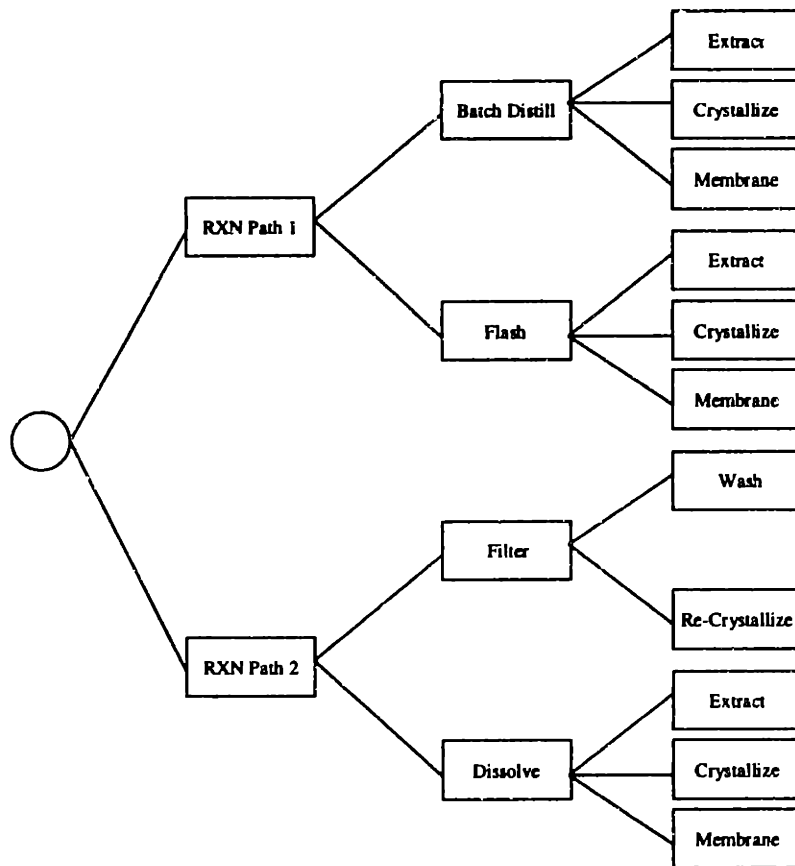 Extract
Batch Distill
Crystallize
Membrane
RXN Path 1
Extract
Flash
Crystallize
Membrane
Wash
Filter
Re-Crystallize
RXN Path 2
Extract
Dissolve
Crystallize
Membrane